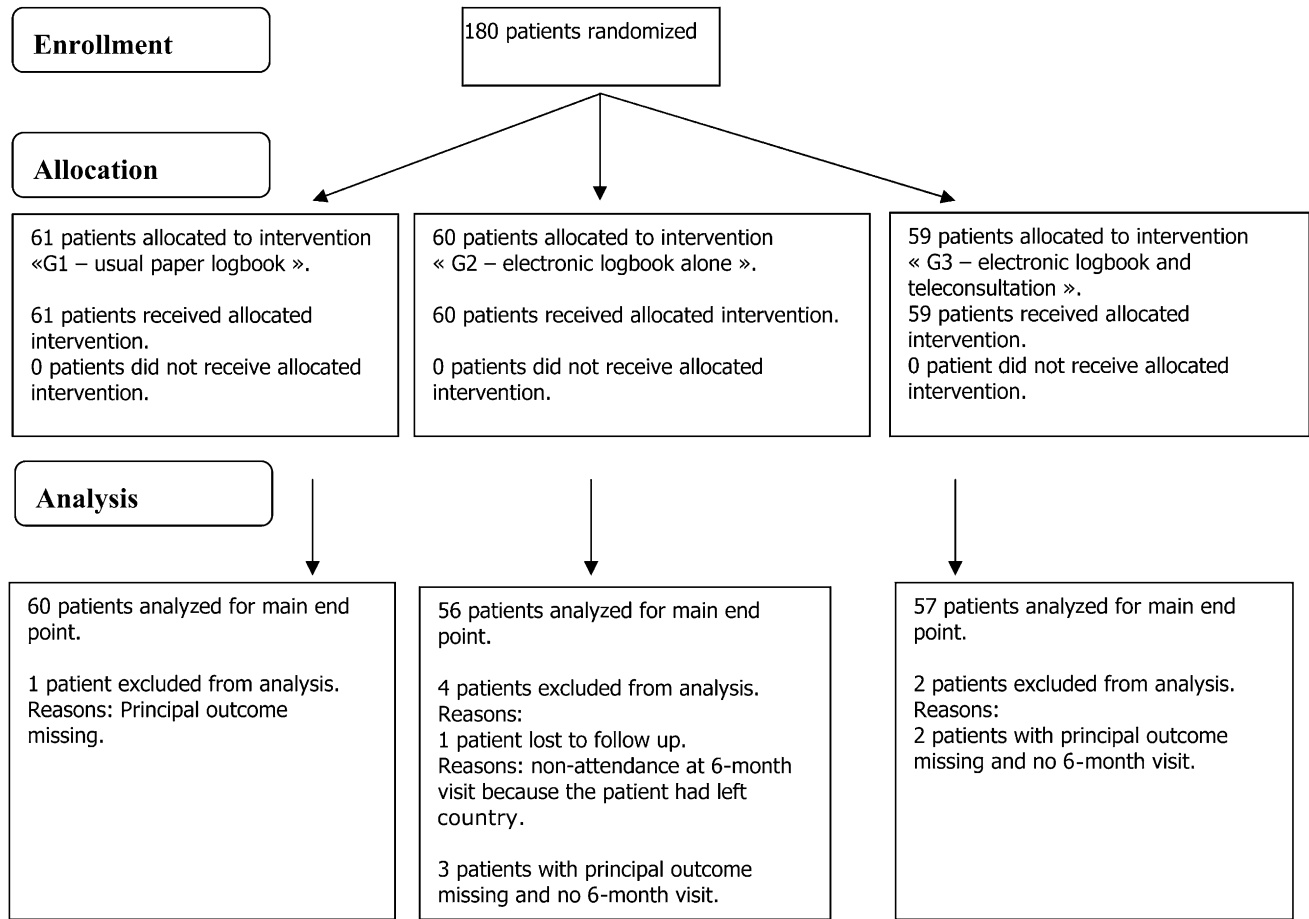 Enrollment
180 patients randomized
Allocation
61 patients allocated to intervention
«G1 – usual paper logbook ».
61 patients received allocated
intervention.
0 patients did not receive allocated
intervention.
60 patients allocated to intervention
« G2 – electronic logbook alone ».
60 patients received allocated intervention.
0 patients did not receive allocated
intervention.
59 patients allocated to intervention
« G3 – electronic logbook and
teleconsultation ».
59 patients received allocated
intervention.
0 patient did not receive allocated
intervention.
Analysis
60 patients analyzed for main end
point.
1 patient excluded from analysis.
Reasons: Principal outcome
missing.
56 patients analyzed for main end
point.
4 patients excluded from analysis.
Reasons:
1 patient lost to follow up.
Reasons: non-attendance at 6-month
visit because the patient had left
country.
3 patients with principal outcome
missing and no 6-month visit.
57 patients analyzed for main end
point.
2 patients excluded from analysis.
Reasons:
2 patients with principal outcome
missing and no 6-month visit.